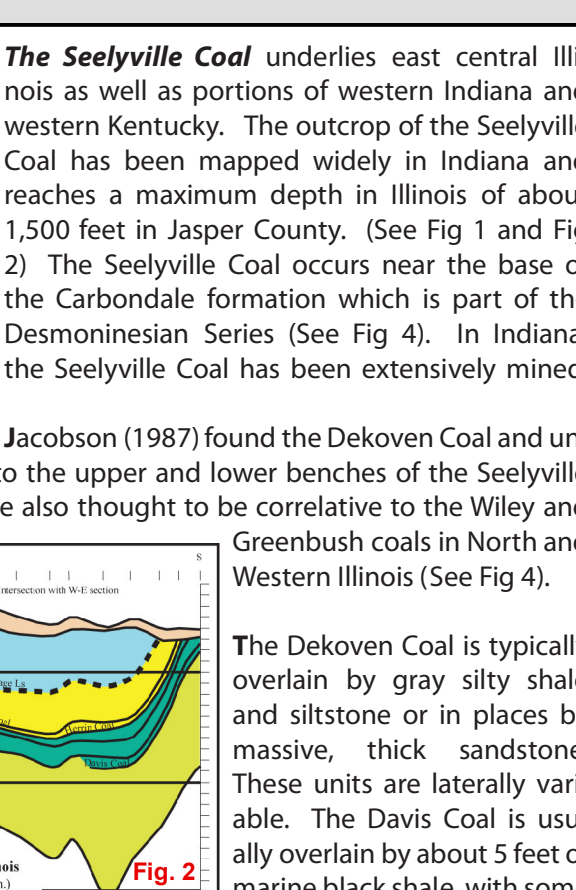 The Seelyville Coal underlies east central Illi
nois as well as portions of western Indiana and
western Kentucky. The outcrop of the Seelyville
Coal has been mapped widely in Indiana and
reaches a maximum depth in Illinois of about
1,500 feet in Jasper County. (See Fig 1 and Fig
2) The Seelyville Coal occurs near the base of
the Carbondale formation which is part of the
Desmoninesian Series (See Fig 4). In Indiana
the Seelyville Coal has been extensively mined
Jacobson (1987) found the Dekoven Coal and un
to the upper and lower benches of the Seelyville
e also thought to be correlative to the Wiley and
Greenbush coals in North and
Western Illinois (See Fig 4).
S
Intersection with W-E section
age Ls
Herrin Coal
Davis Coal
nois
n.)
Fig. 2
The Dekoven Coal is typically
overlain by gray silty shale
and siltstone or in places by
massive, thick sandstone
These units are laterally vari
able. The Davis Coal is usu
ally overlain by about 5 feet of
marine black shale, with some